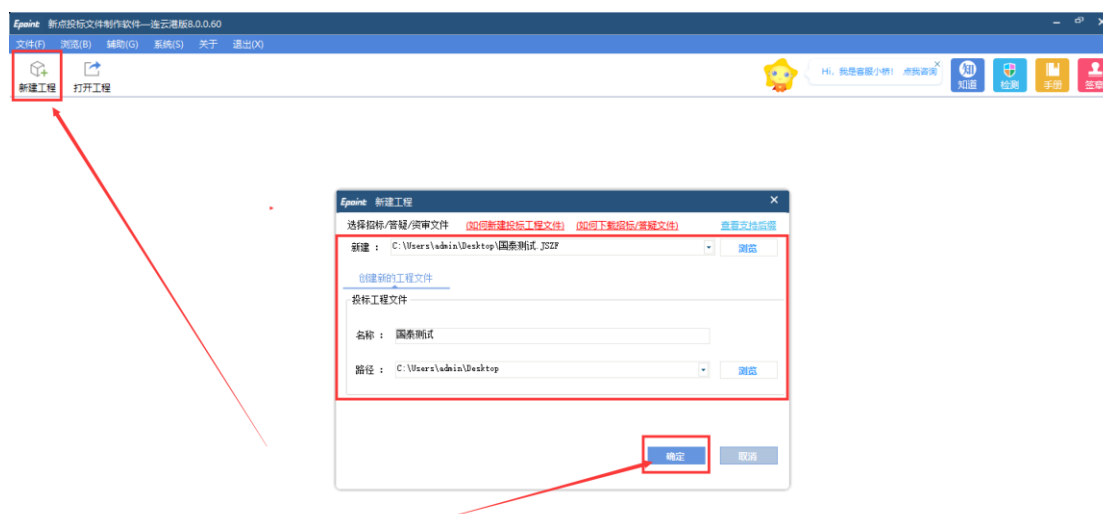 Epoint 新点投标文件制作软件—连云港版8.0.0.60
文件(F) 浏览(B) 辅助(G) 系统(S) 关于 退出(X)
新建工程 打开工程
Hi，我是客服小桥！ 点我咨询
知
知道 检测 手册 签章
Epoint 新建工程
选择招标/答疑/资审文件 (如何新建投标工程文件) (如何下载招标/答疑文件) 查看支持后缀
新建 ： C:\Users\admin\Desktop\国泰测试.JSZF 浏览
创建新的工程文件
投标工程文件
名称 ： 国泰测试
路径 ： C:\Users\admin\Desktop 浏览
确定 取消